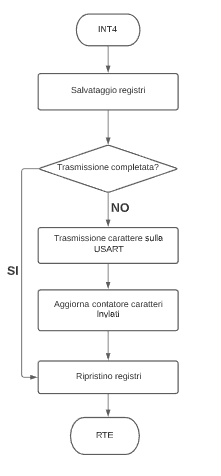 INT4
Salvataggio registri
Trasmissione completata?
NO
Trasmissione carattere sulla
USART
SI
Aggiorna contatore caratteri
Inviati
Ripristino registri
RTE